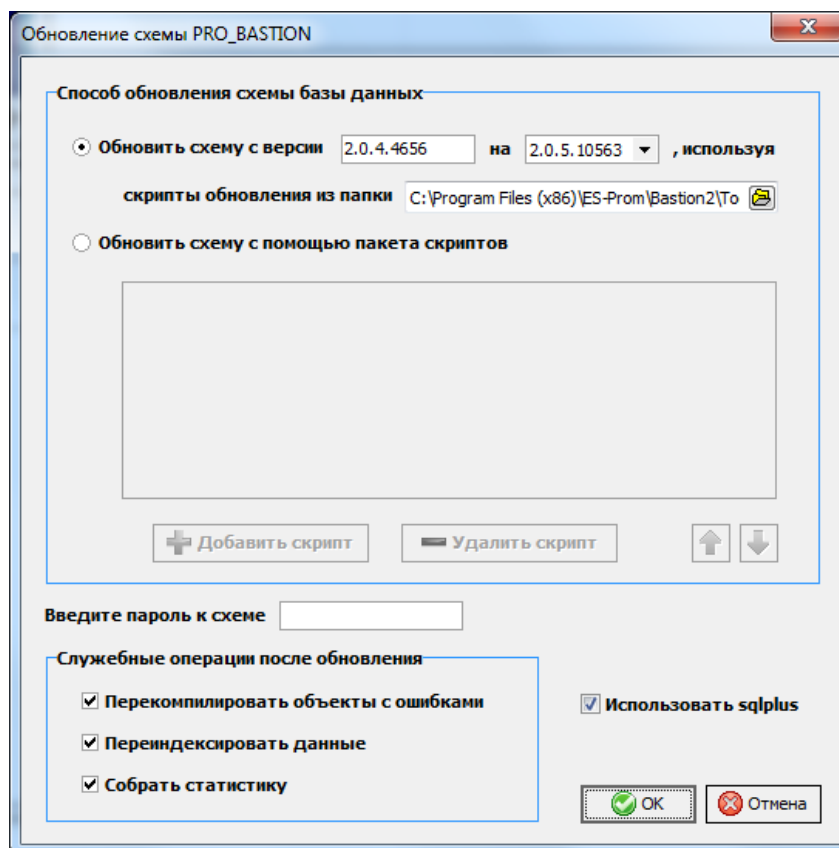 Обновление схемы PRO_BASTION
Способ обновления схемы базы данных
Обновить схему с версии 2.0.4.4656 на 2.0.5.10563 , используя
скрипты обновления из папки C:\Program Files (x86)\ES-Prom\Bastion2\To
Обновить схему с помощью пакета скриптов
Добавить скрипт Удалить скрипт
Введите пароль к схеме
Служебные операции после обновления
Перекомпилировать объекты с ошибками
Использовать sqlplus
Переиндексировать данные
Собрать статистику
OK Отмена